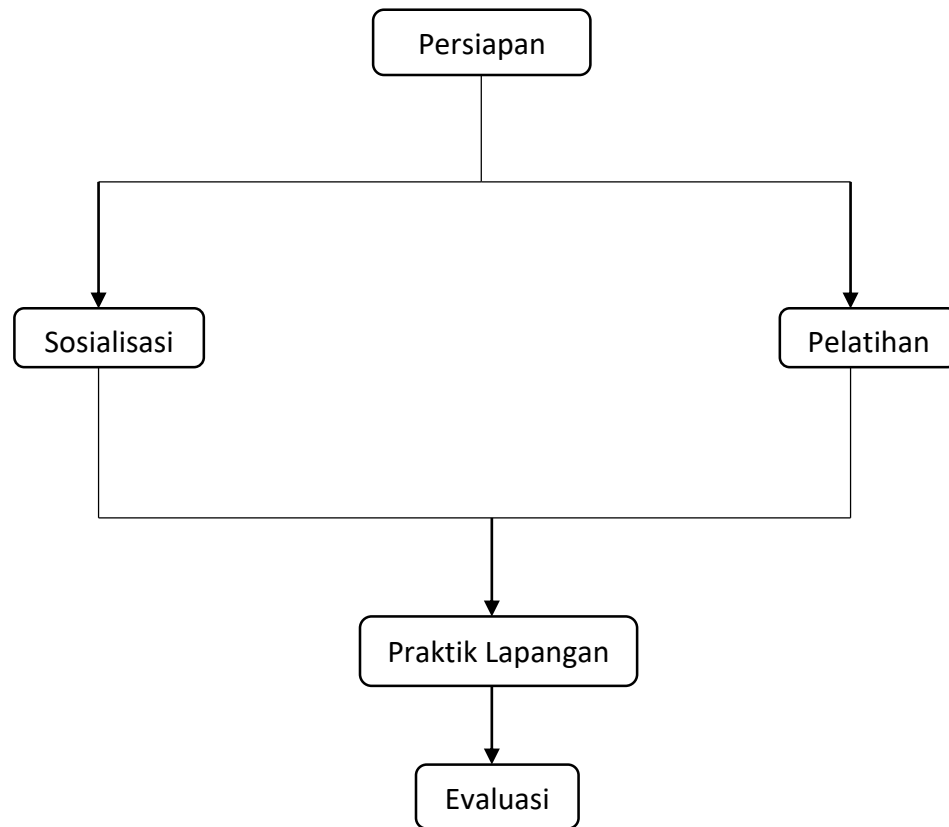 Persiapan
Sosialisasi
Pelatihan
Praktik Lapangan
Evaluasi